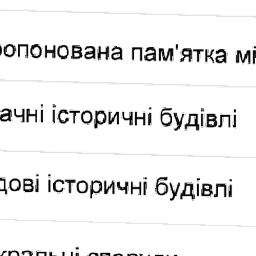 ропонована пам'ятка мі
ачні історичні будівлі
дові історичні будівлі